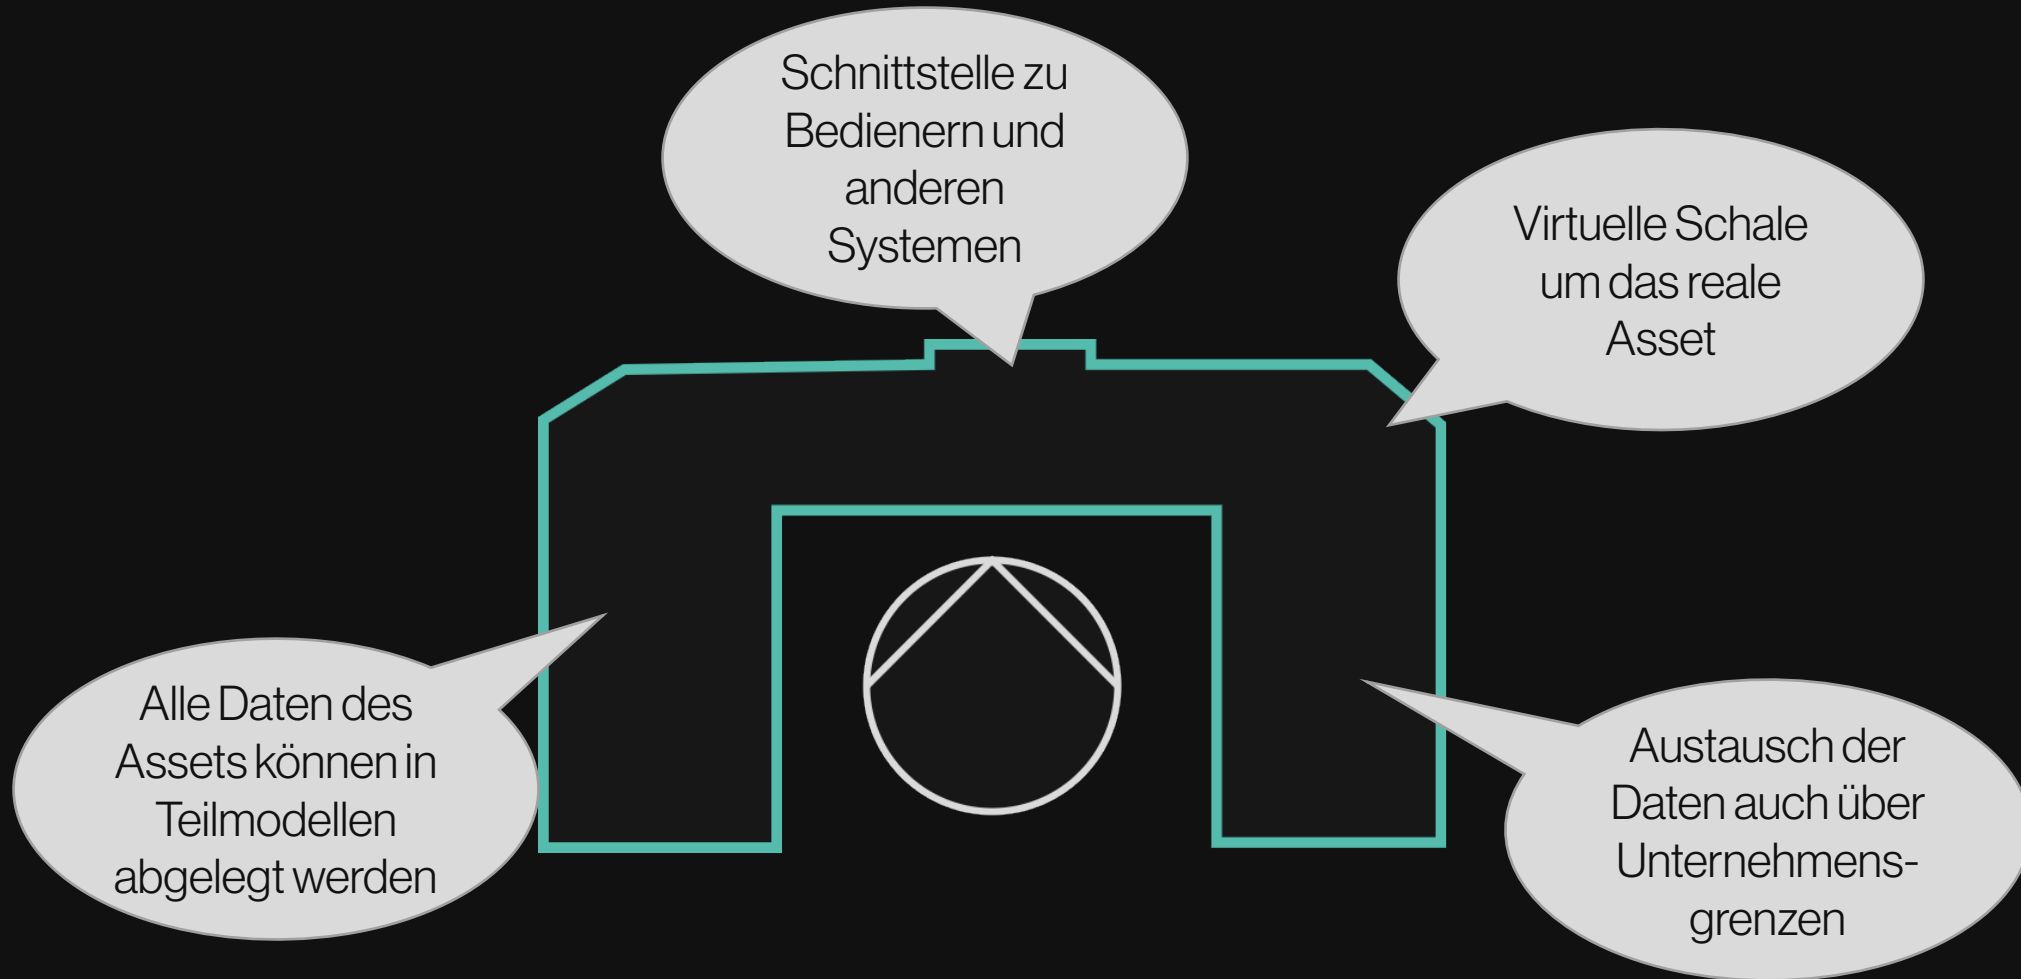 Schnittstelle zu
Bedienern und
anderen
Systemen
Virtuelle Schale
um das reale
Asset
Alle Daten des
Assets können in
Teilmodellen
abgelegt werden
Austausch der
Daten auch über
Unternehmens-
grenzen